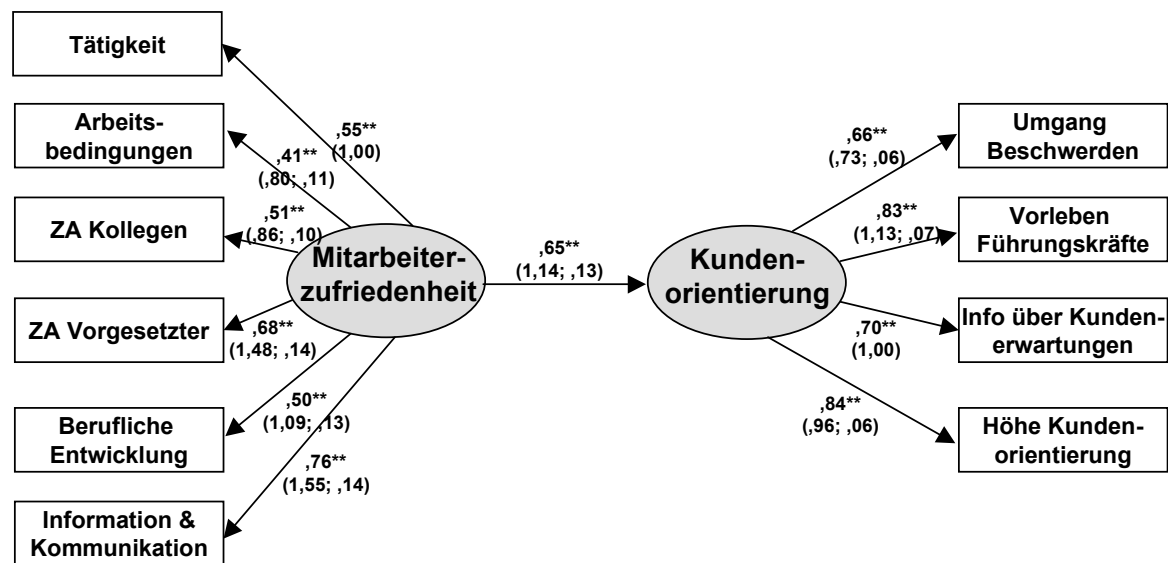 Tätigkeit
Arbeits-
bedingungen
ZA Kollegen
ZA Vorgesetzter
Berufliche
Entwicklung
Information &
Kommunikation
,55**
(1,00)
,41**
(,80; ,11)
,51**
(,86; ,10)
,68**
(1,48; ,14)
,50**
(1,09; ,13)
,76**
(1,55; ,14)
Mitarbeiter-
zufriedenheit
,65**
(1,14; ,13)
Kunden-
orientierung
,66**
(,73; ,06)
,83**
(1,13; ,07)
,70**
(1,00)
,84**
(,96; ,06)
Umgang
Beschwerden
Vorleben
Führungskräfte
Info über Kunden-
erwartungen
Höhe Kunden-
orientierung